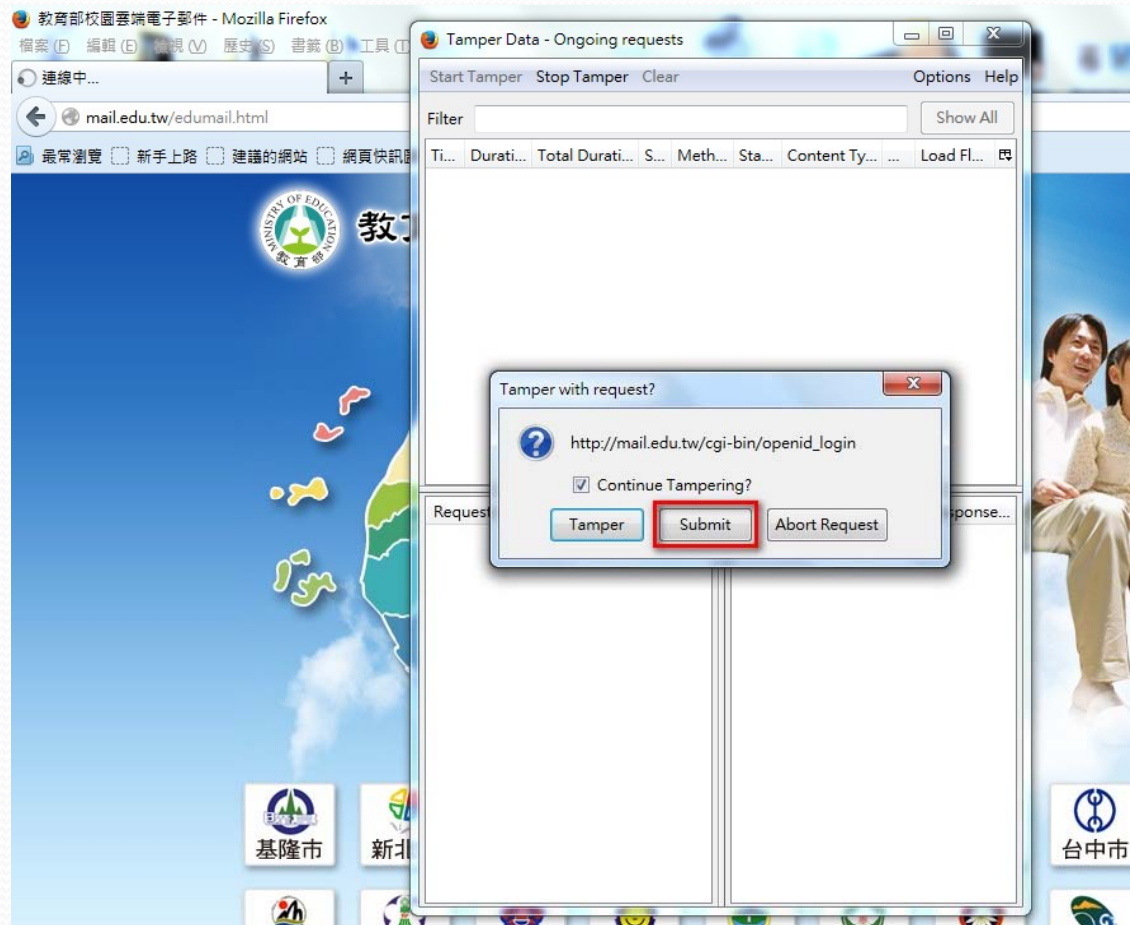 教育部校園雲端電子郵件 - Mozilla Firefox
檔案(F) 編輯(E) 檢視(V) 歷史(S) 書籤(B) 工具(T
連線中...
+
mail.edu.tw/edumail.html
最常瀏覽 新手上路 建議的網站 網頁快訊
MINISTRY OF EDUCATION
教育部
教
Tamper Data - Ongoing requests
Start Tamper Stop Tamper Clear Options Help
Filter Show All
Ti... Durati... Total Durati... S... Meth... Sta... Content Ty... ... Load Fl...
Tamper with request?
http://mail.edu.tw/cgi-bin/openid_login
Continue Tampering?
Tamper Submit Abort Request
Request
sponse...
基隆市
新北
台中市